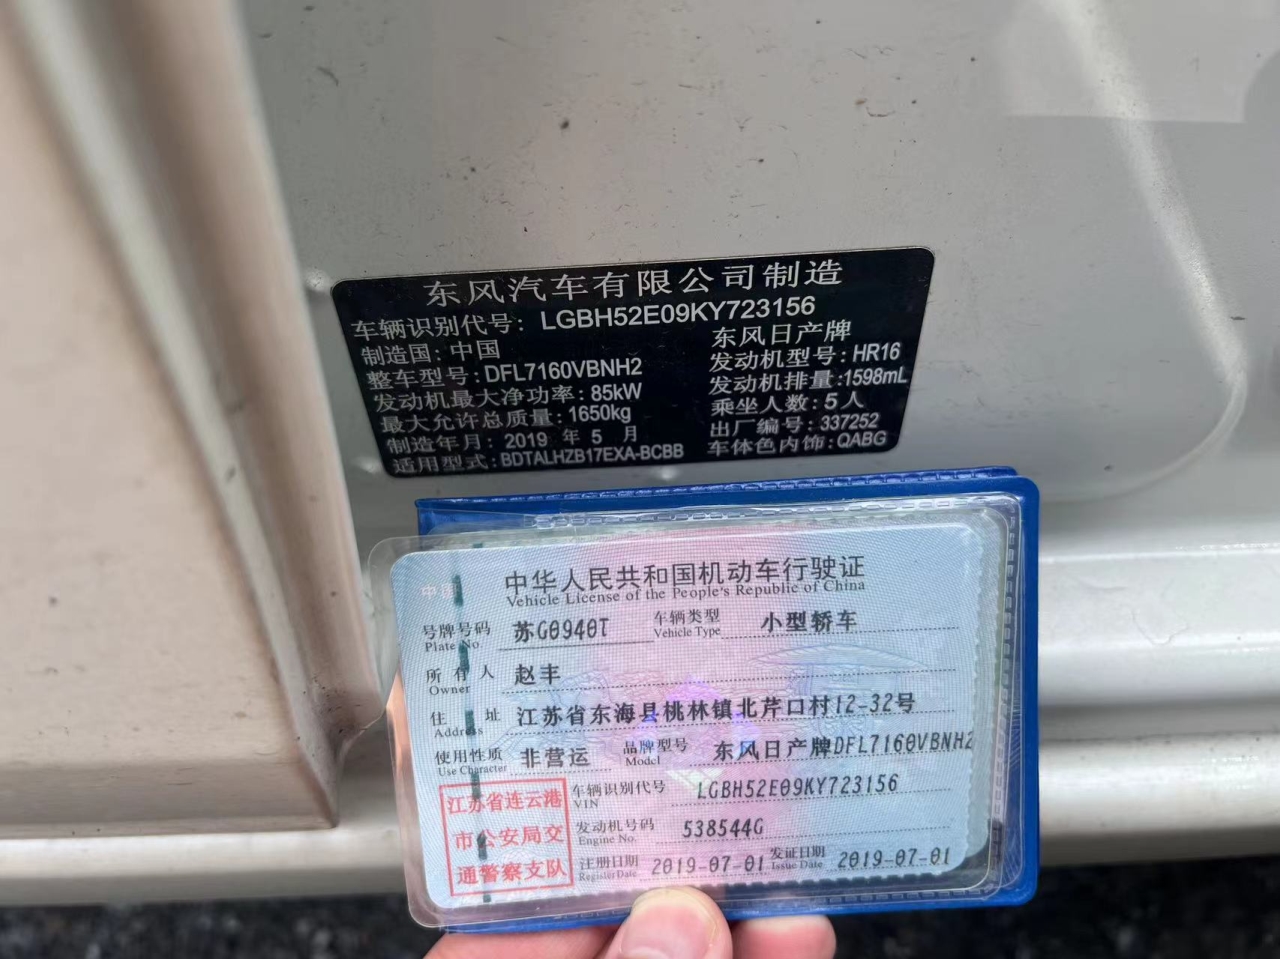 东风汽车有限公司制造
车辆识别代号: LGBH52E09KY723156
制造国: 中国 东风日产牌
整车型号:DFL7160VBNH2 发动机型号:HR16
发动机最大净功率: 85kW 发动机排量:1598mL
最大允许总质量: 1650kg 乘坐人数: 5人
制造年月: 2019 年 5 月 出厂编号: 337252
适用型式:BDTALHZB17EXA-BCBB 车体色内饰:QABG
中华人民共和国机动车行驶证
Vehicle License of the People's Republic of China
号牌号码 苏G0940T 车辆类型 小型轿车
Plate No. Vehicle Type
所有人 赵丰
Owner
住址 江苏省东海县桃林镇北芹口村12-32号
Address
使用性质 非营运 品牌型号 东风日产牌DFL7160VBNH2
Use Character Model
江苏省连云港
市公安局交
通警察支队
车辆识别代号 LGBH52E09KY723156
VIN
发动机号码 538544G
Engine No.
注册日期 2019-07-01 发证日期 2019-07-01
Register Date Issue Date